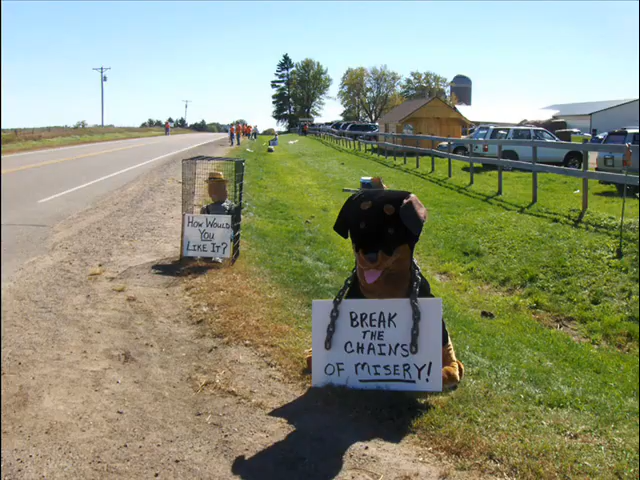 How Would
You
Like It?
BREAK
THE
CHAINS
OF MISERY!